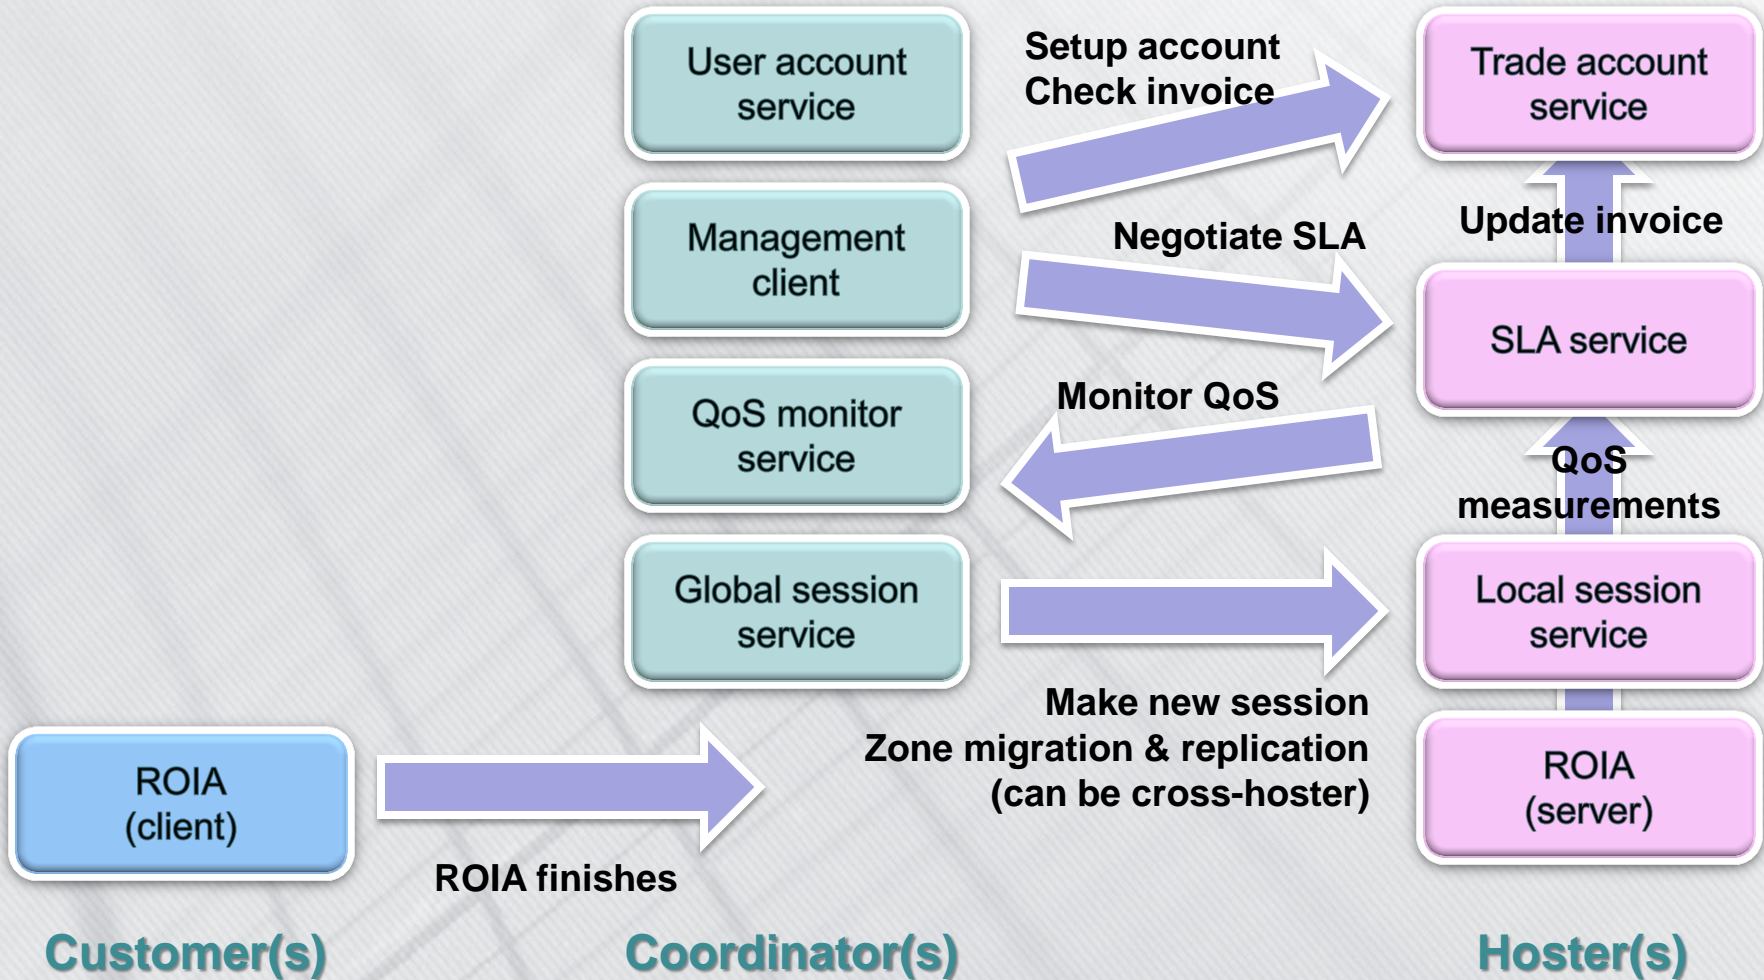 User account
service
Setup account
Check invoice
Trade account
service
Management
client
Negotiate SLA
Update invoice
SLA service
QoS monitor
service
Monitor QoS
QoS
measurements
Global session
service
Local session
service
Make new session
Zone migration & replication
(can be cross-hoster)
ROIA
(client)
ROIA
(server)
ROIA finishes
Customer(s)
Coordinator(s)
Hoster(s)